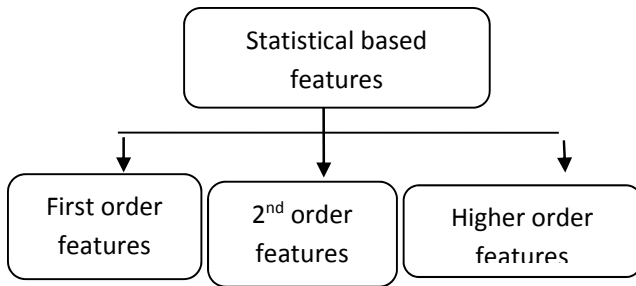 Statistical based
features
First order
features
2nd order
features
Higher order
features